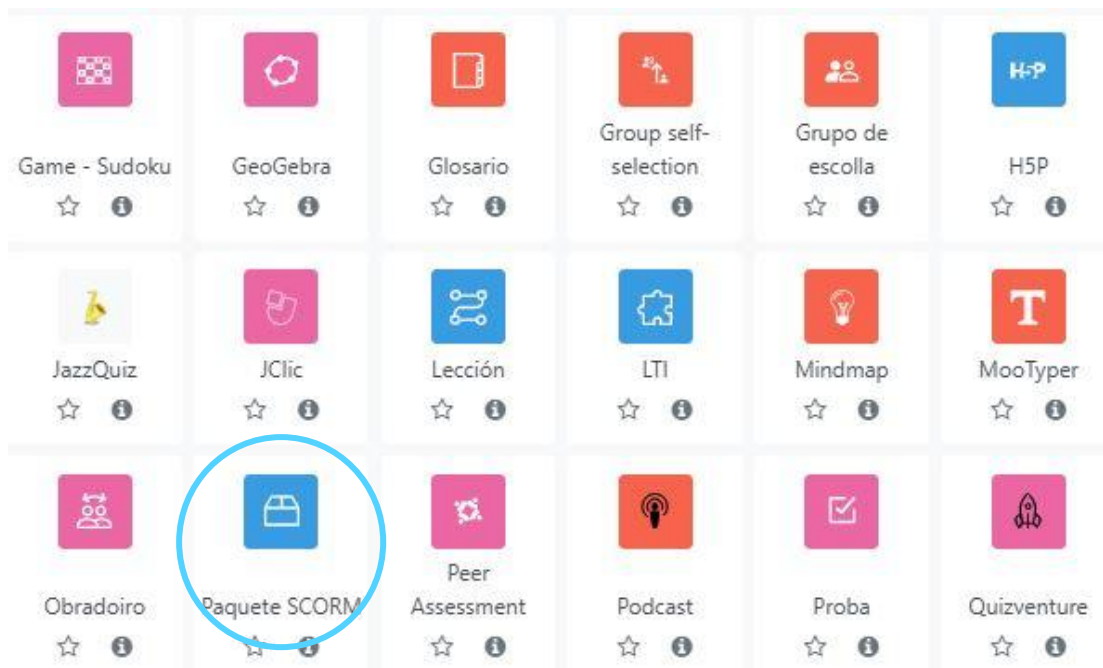 H5P
Group self-
Grupo de
Game - Sudoku
GeoGebra
Glosario
selection
escolla
H5P
T
JazzQuiz
JClic
Lección
LTI
Mindmap
MooTyper
Peer
Obradoiro
Paquete SCORM
Assessment
Podcast
Proba
Quizventure